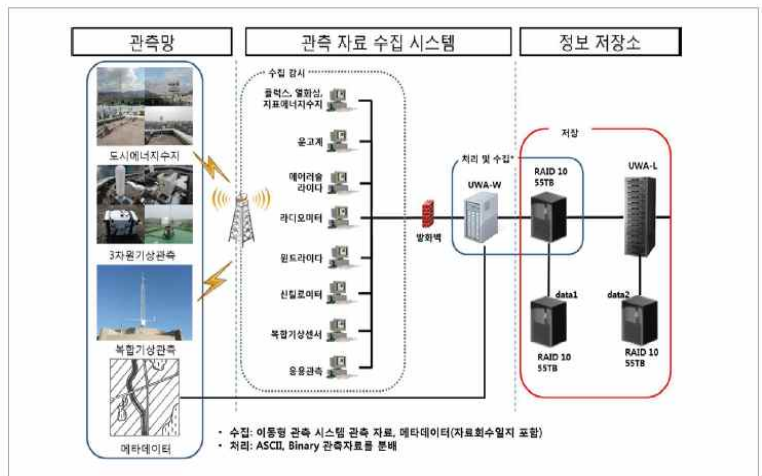 관측망
관측 자료 수집 시스템
정보 저장소
도시에너지수지
3차원기상관측
복합기상관측
메타데이터
수집 감시
플럭스, 열화상,
지표에너지수지
운고계
에어러솔
라이다
라디오미터
윈드라이다
신틸로미터
복합기상센서
응용관측
방화벽
처리 및 수집*
UWA-W
저장
RAID 10
55TB
UWA-L
data1
data2
RAID 10
55TB
RAID 10
55TB
• 수집: 이동형 관측 시스템 관측 자료, 메타데이터(자료회수일지 포함)
• 처리: ASCII, Binary 관측자료를 분배